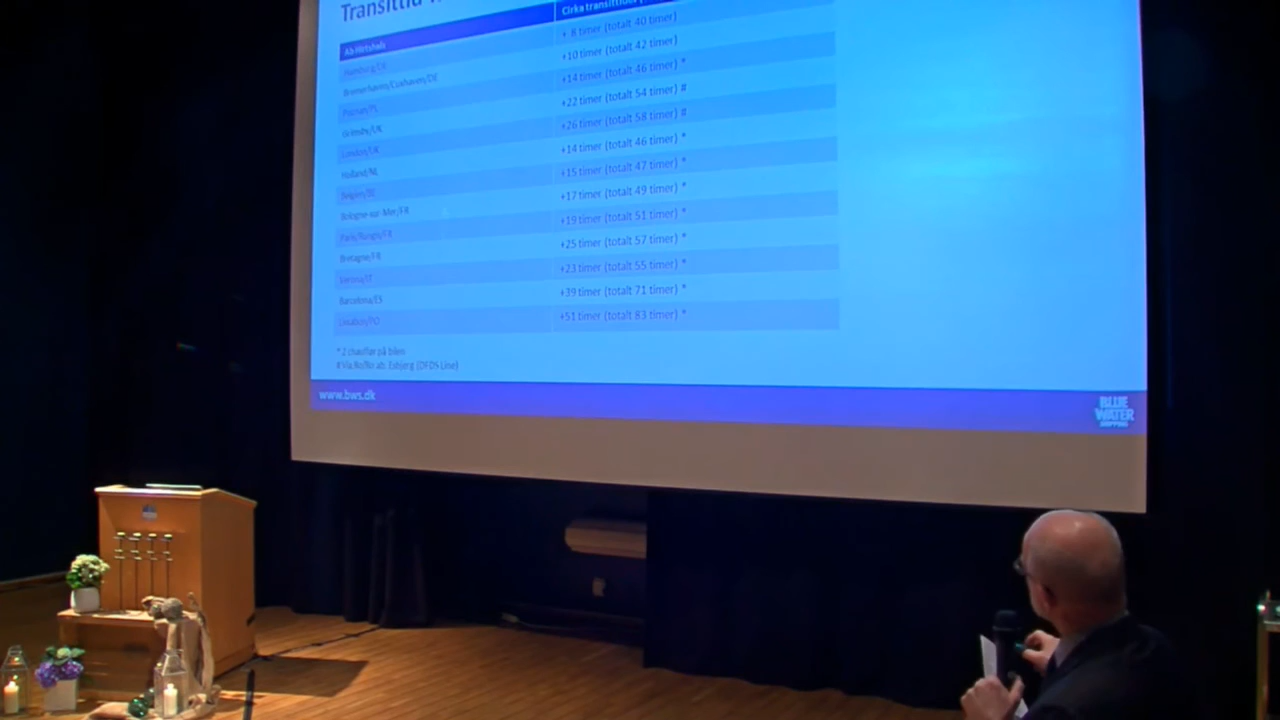 Transittid
Cirka transittider
Ab Hirtshals
Hamburg/DE + 8 timer (totalt 40 timer)
Bremerhaven/Cuxhaven/DE +10 timer (totalt 42 timer)
Poznan/PL +14 timer (totalt 46 timer) *
Grimsby/UK +22 timer (totalt 54 timer) #
London/UK +26 timer (totalt 58 timer) #
Holland/NL +14 timer (totalt 46 timer) *
Belgien/BE +15 timer (totalt 47 timer) *
Bologne-sur-Mer/FR +17 timer (totalt 49 timer) *
Paris/Rungis/FR +19 timer (totalt 51 timer) *
Bretagne/FR +25 timer (totalt 57 timer) *
Verona/IT +23 timer (totalt 55 timer) *
Barcelona/ES +39 timer (totalt 71 timer) *
Lissabon/PO +51 timer (totalt 83 timer) *
* 2 chauffør på bilen
# Via Ro/Ro ab. Esbjerg (DFDS Line)
www.bws.dk
BLUE
WATER
SHIPPING